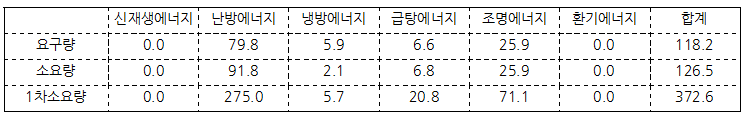 신재생에너지 난방에너지 냉방에너지 급탕에너지 조명에너지 환기에너지 합계
요구량 0.0 79.8 5.9 6.6 25.9 0.0 118.2
소요량 0.0 91.8 2.1 6.8 25.9 0.0 126.5
1차소요량 0.0 275.0 5.7 20.8 71.1 0.0 372.6